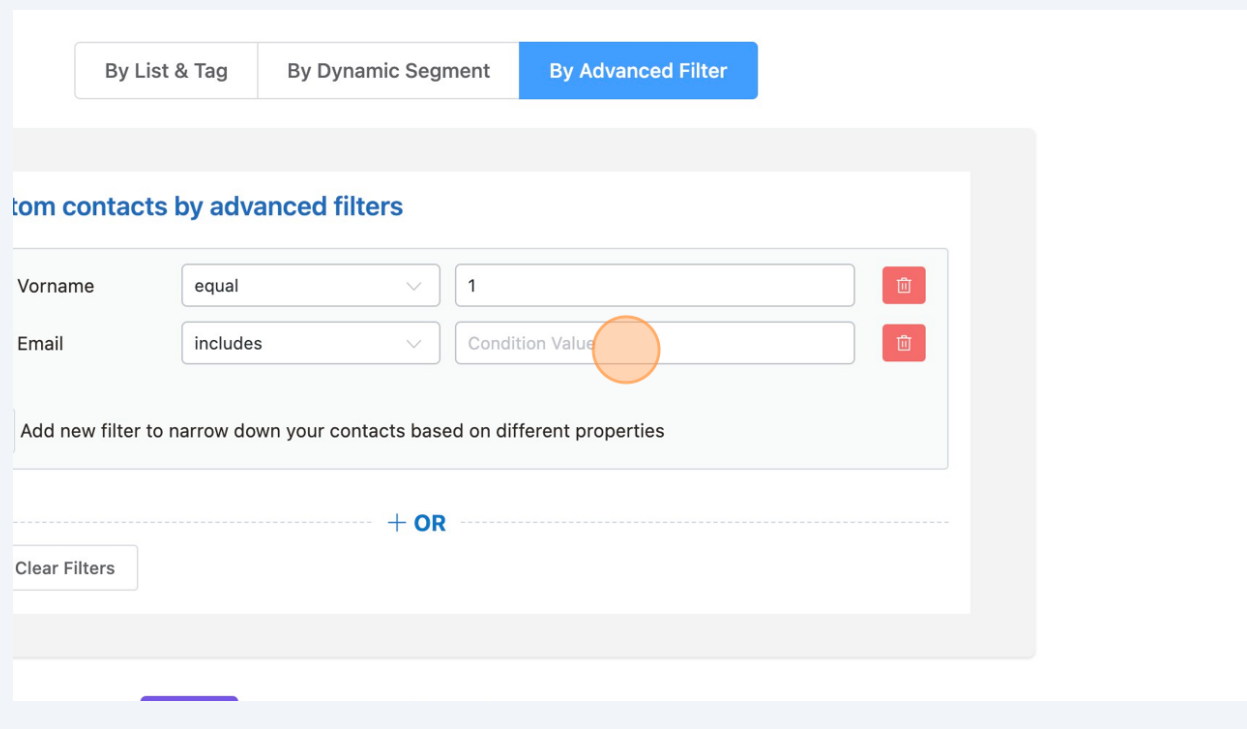 By List & Tag By Dynamic Segment By Advanced Filter
tom contacts by advanced filters
Vorname equal 1
Email includes Condition Value
Add new filter to narrow down your contacts based on different properties
+ OR
Clear Filters